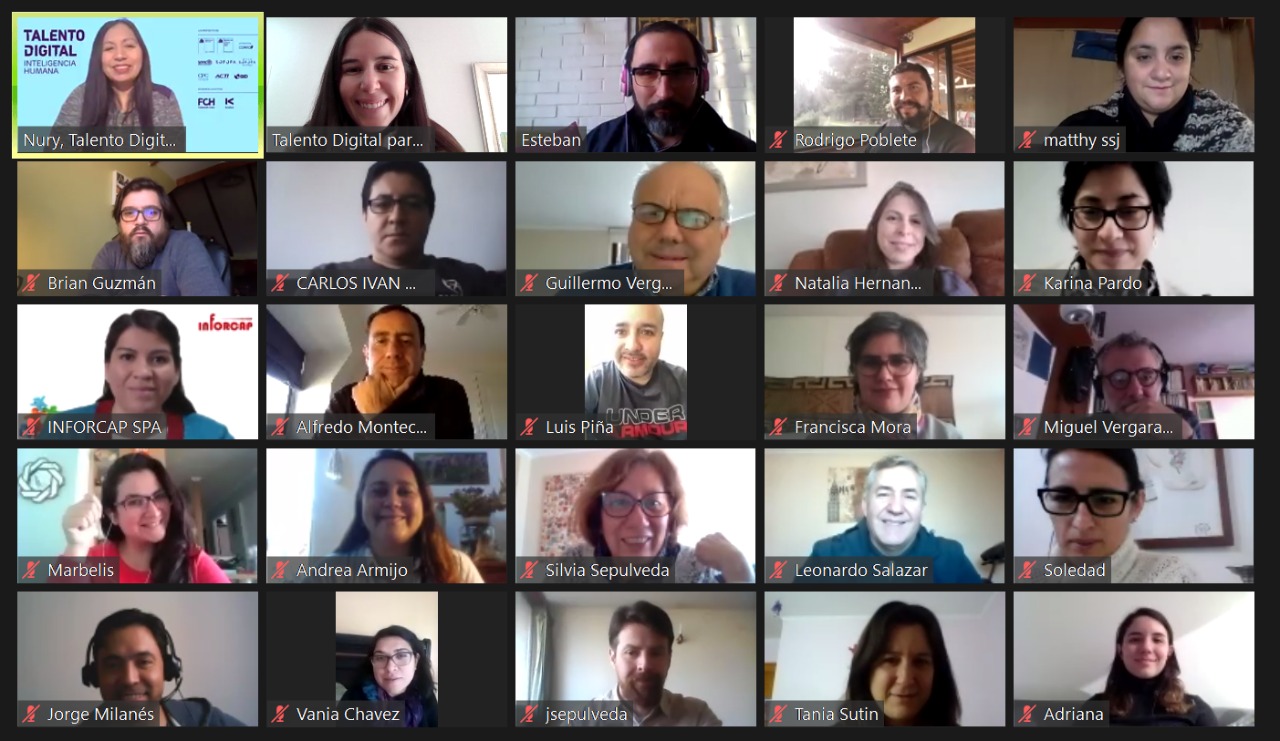 TALENTO
DIGITAL
INTELIGENCIA
HUMANA
FCH
K
Nury, Talento Digit...
Talento Digital par...
Esteban
Rodrigo Poblete
matthy ssj
Brian Guzmán
CARLOS IVAN ...
Guillermo Verg...
Natalia Hernan...
Karina Pardo
INFORCAP
INFORCAP SPA
Alfredo Montec...
UNDER
ARMOUR
Luis Piña
Francisca Mora
Miguel Vergara...
Marbelis
Andrea Armijo
Silvia Sepulveda
Leonardo Salazar
Soledad
Jorge Milanés
Vania Chavez
jsepulveda
Tania Sutin
Adriana